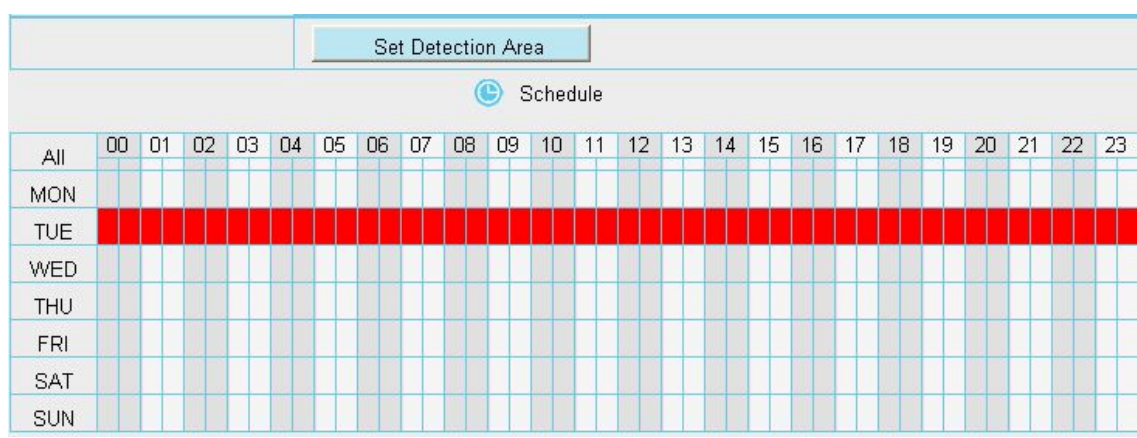 Set Detection Area
Schedule
All 00 01 02 03 04 05 06 07 08 09 10 11 12 13 14 15 16 17 18 19 20 21 22 23
MON
TUE
WED
THU
FRI
SAT
SUN